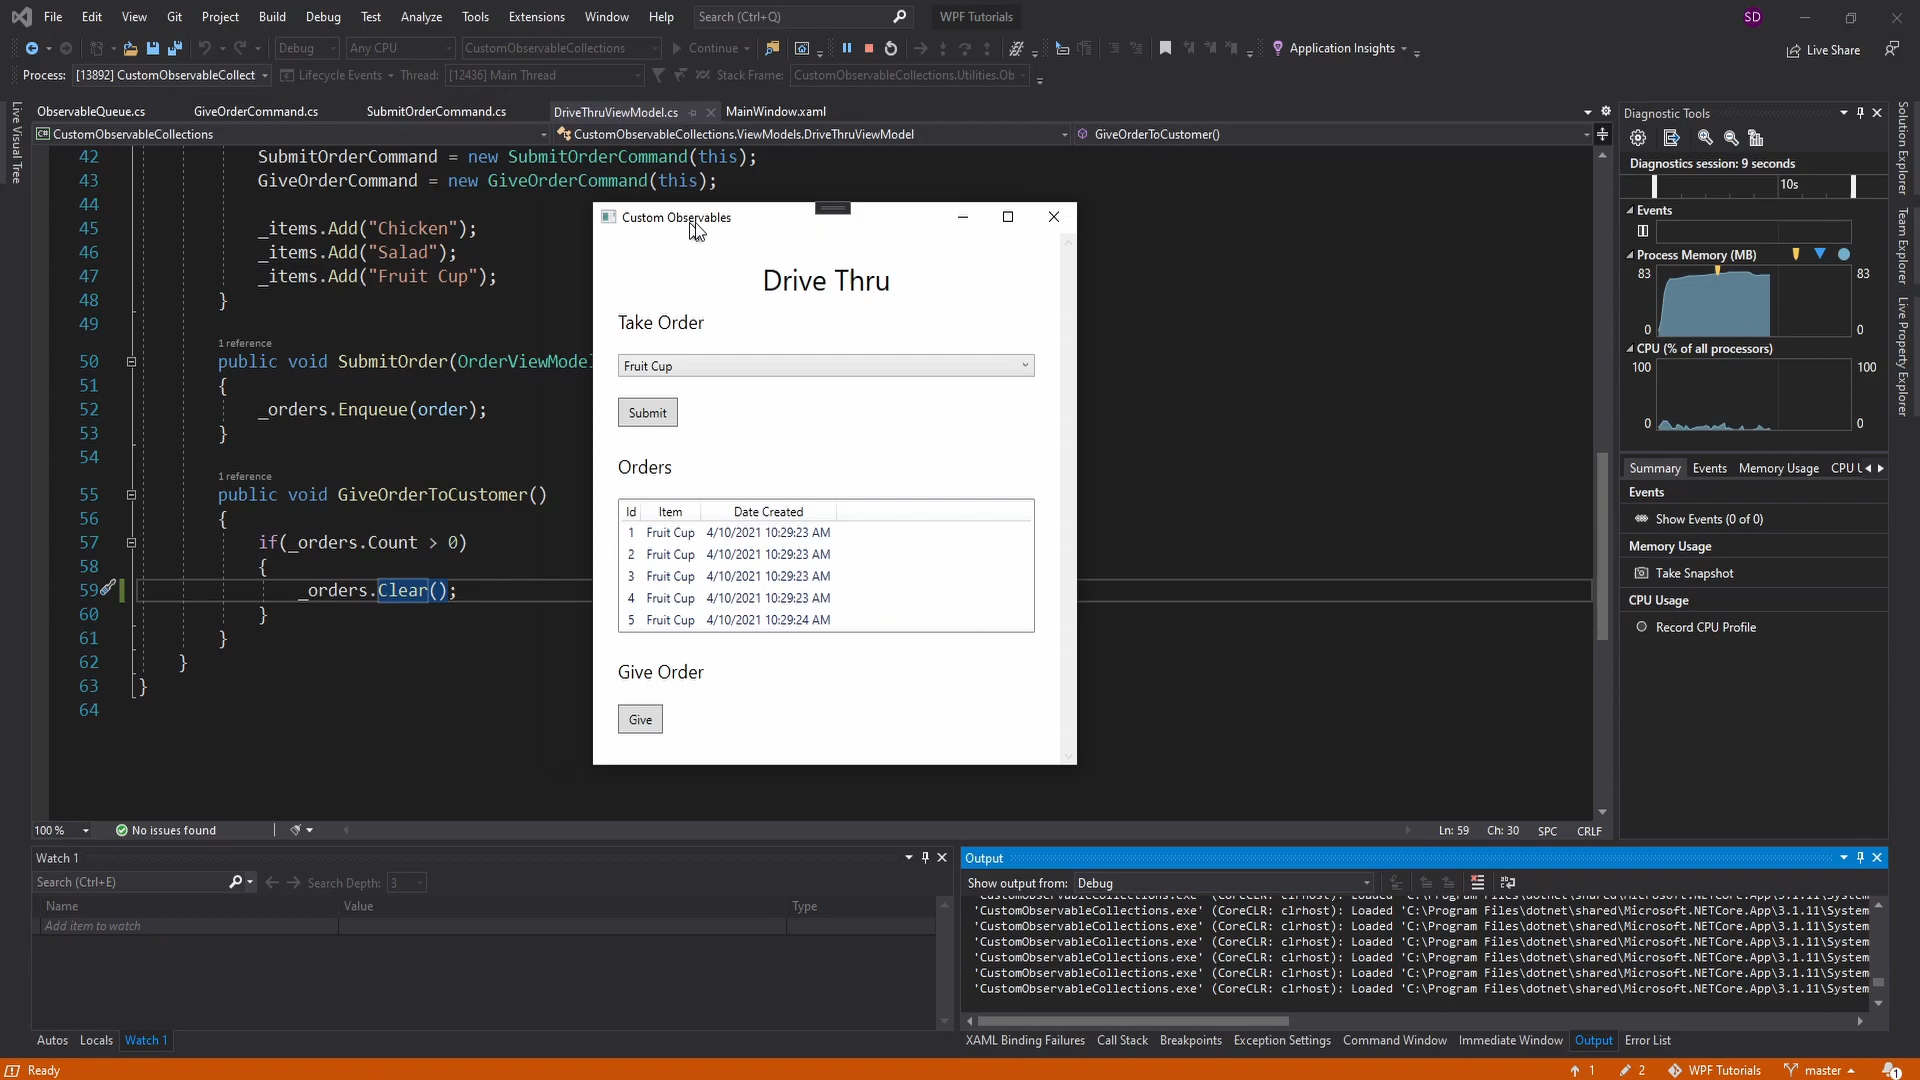 File Edit View Git Project Build Debug Test Analyze Tools Extensions Window Help Search (Ctrl+Q) WPF Tutorials SD
Debug Any CPU CustomObservableCollections Continue Application Insights Live Share
Process: [13892] CustomObservableCollect Lifecycle Events Thread: [12436] Main Thread Stack Frame: CustomObservableCollections.Utilities.Ob
ObservableQueue.cs GiveOrderCommand.cs SubmitOrderCommand.cs DriveThruViewModel.cs MainWindow.xaml
CustomObservableCollections CustomObservableCollections.ViewModels.DriveThruViewModel GiveOrderToCustomer()
Live Visual Tree
42 SubmitOrderCommand = new SubmitOrderCommand(this);
43 GiveOrderCommand = new GiveOrderCommand(this);
44
45 _items.Add("Chicken");
46 _items.Add("Salad");
47 _items.Add("Fruit Cup");
48 }
49
1 reference
50 public void SubmitOrder(OrderViewMode
51 {
52 _orders.Enqueue(order);
53 }
54
1 reference
55 public void GiveOrderToCustomer()
56 {
57 if(_orders.Count > 0)
58 {
59 _orders.Clear();
60 }
61 }
62 }
63 }
64
Custom Observables
Drive Thru
Take Order
Fruit Cup
Submit
Orders
Id Item Date Created
1 Fruit Cup 4/10/2021 10:29:23 AM
2 Fruit Cup 4/10/2021 10:29:23 AM
3 Fruit Cup 4/10/2021 10:29:23 AM
4 Fruit Cup 4/10/2021 10:29:23 AM
5 Fruit Cup 4/10/2021 10:29:24 AM
Give Order
Give
Diagnostic Tools
Diagnostics session: 9 seconds
10s
Events
Process Memory (MB)
83 83
0 0
CPU (% of all processors)
100 100
0 0
Summary Events Memory Usage CPU U
Events
Show Events (0 of 0)
Memory Usage
Take Snapshot
CPU Usage
Record CPU Profile
Solution Explorer
Team Explorer
Live Property Explorer
100 % No issues found Ln: 59 Ch: 30 SPC CRLF
Watch 1
Search (Ctrl+E) Search Depth: 3
Name Value Type
Add item to watch
Autos Locals Watch 1
Output
Show output from: Debug
'CustomObservableCollections.exe' (CoreCLR: clrhost): Loaded 'C:\Program Files\dotnet\shared\Microsoft.NETCore.App\3.1.11\System
'CustomObservableCollections.exe' (CoreCLR: clrhost): Loaded 'C:\Program Files\dotnet\shared\Microsoft.NETCore.App\3.1.11\System
'CustomObservableCollections.exe' (CoreCLR: clrhost): Loaded 'C:\Program Files\dotnet\shared\Microsoft.NETCore.App\3.1.11\System
'CustomObservableCollections.exe' (CoreCLR: clrhost): Loaded 'C:\Program Files\dotnet\shared\Microsoft.NETCore.App\3.1.11\System
'CustomObservableCollections.exe' (CoreCLR: clrhost): Loaded 'C:\Program Files\dotnet\shared\Microsoft.NETCore.App\3.1.11\System
'CustomObservableCollections.exe' (CoreCLR: clrhost): Loaded 'C:\Program Files\dotnet\shared\Microsoft.NETCore.App\3.1.11\System
XAML Binding Failures Call Stack Breakpoints Exception Settings Command Window Immediate Window Output Error List
Ready 1 2 WPF Tutorials master 1